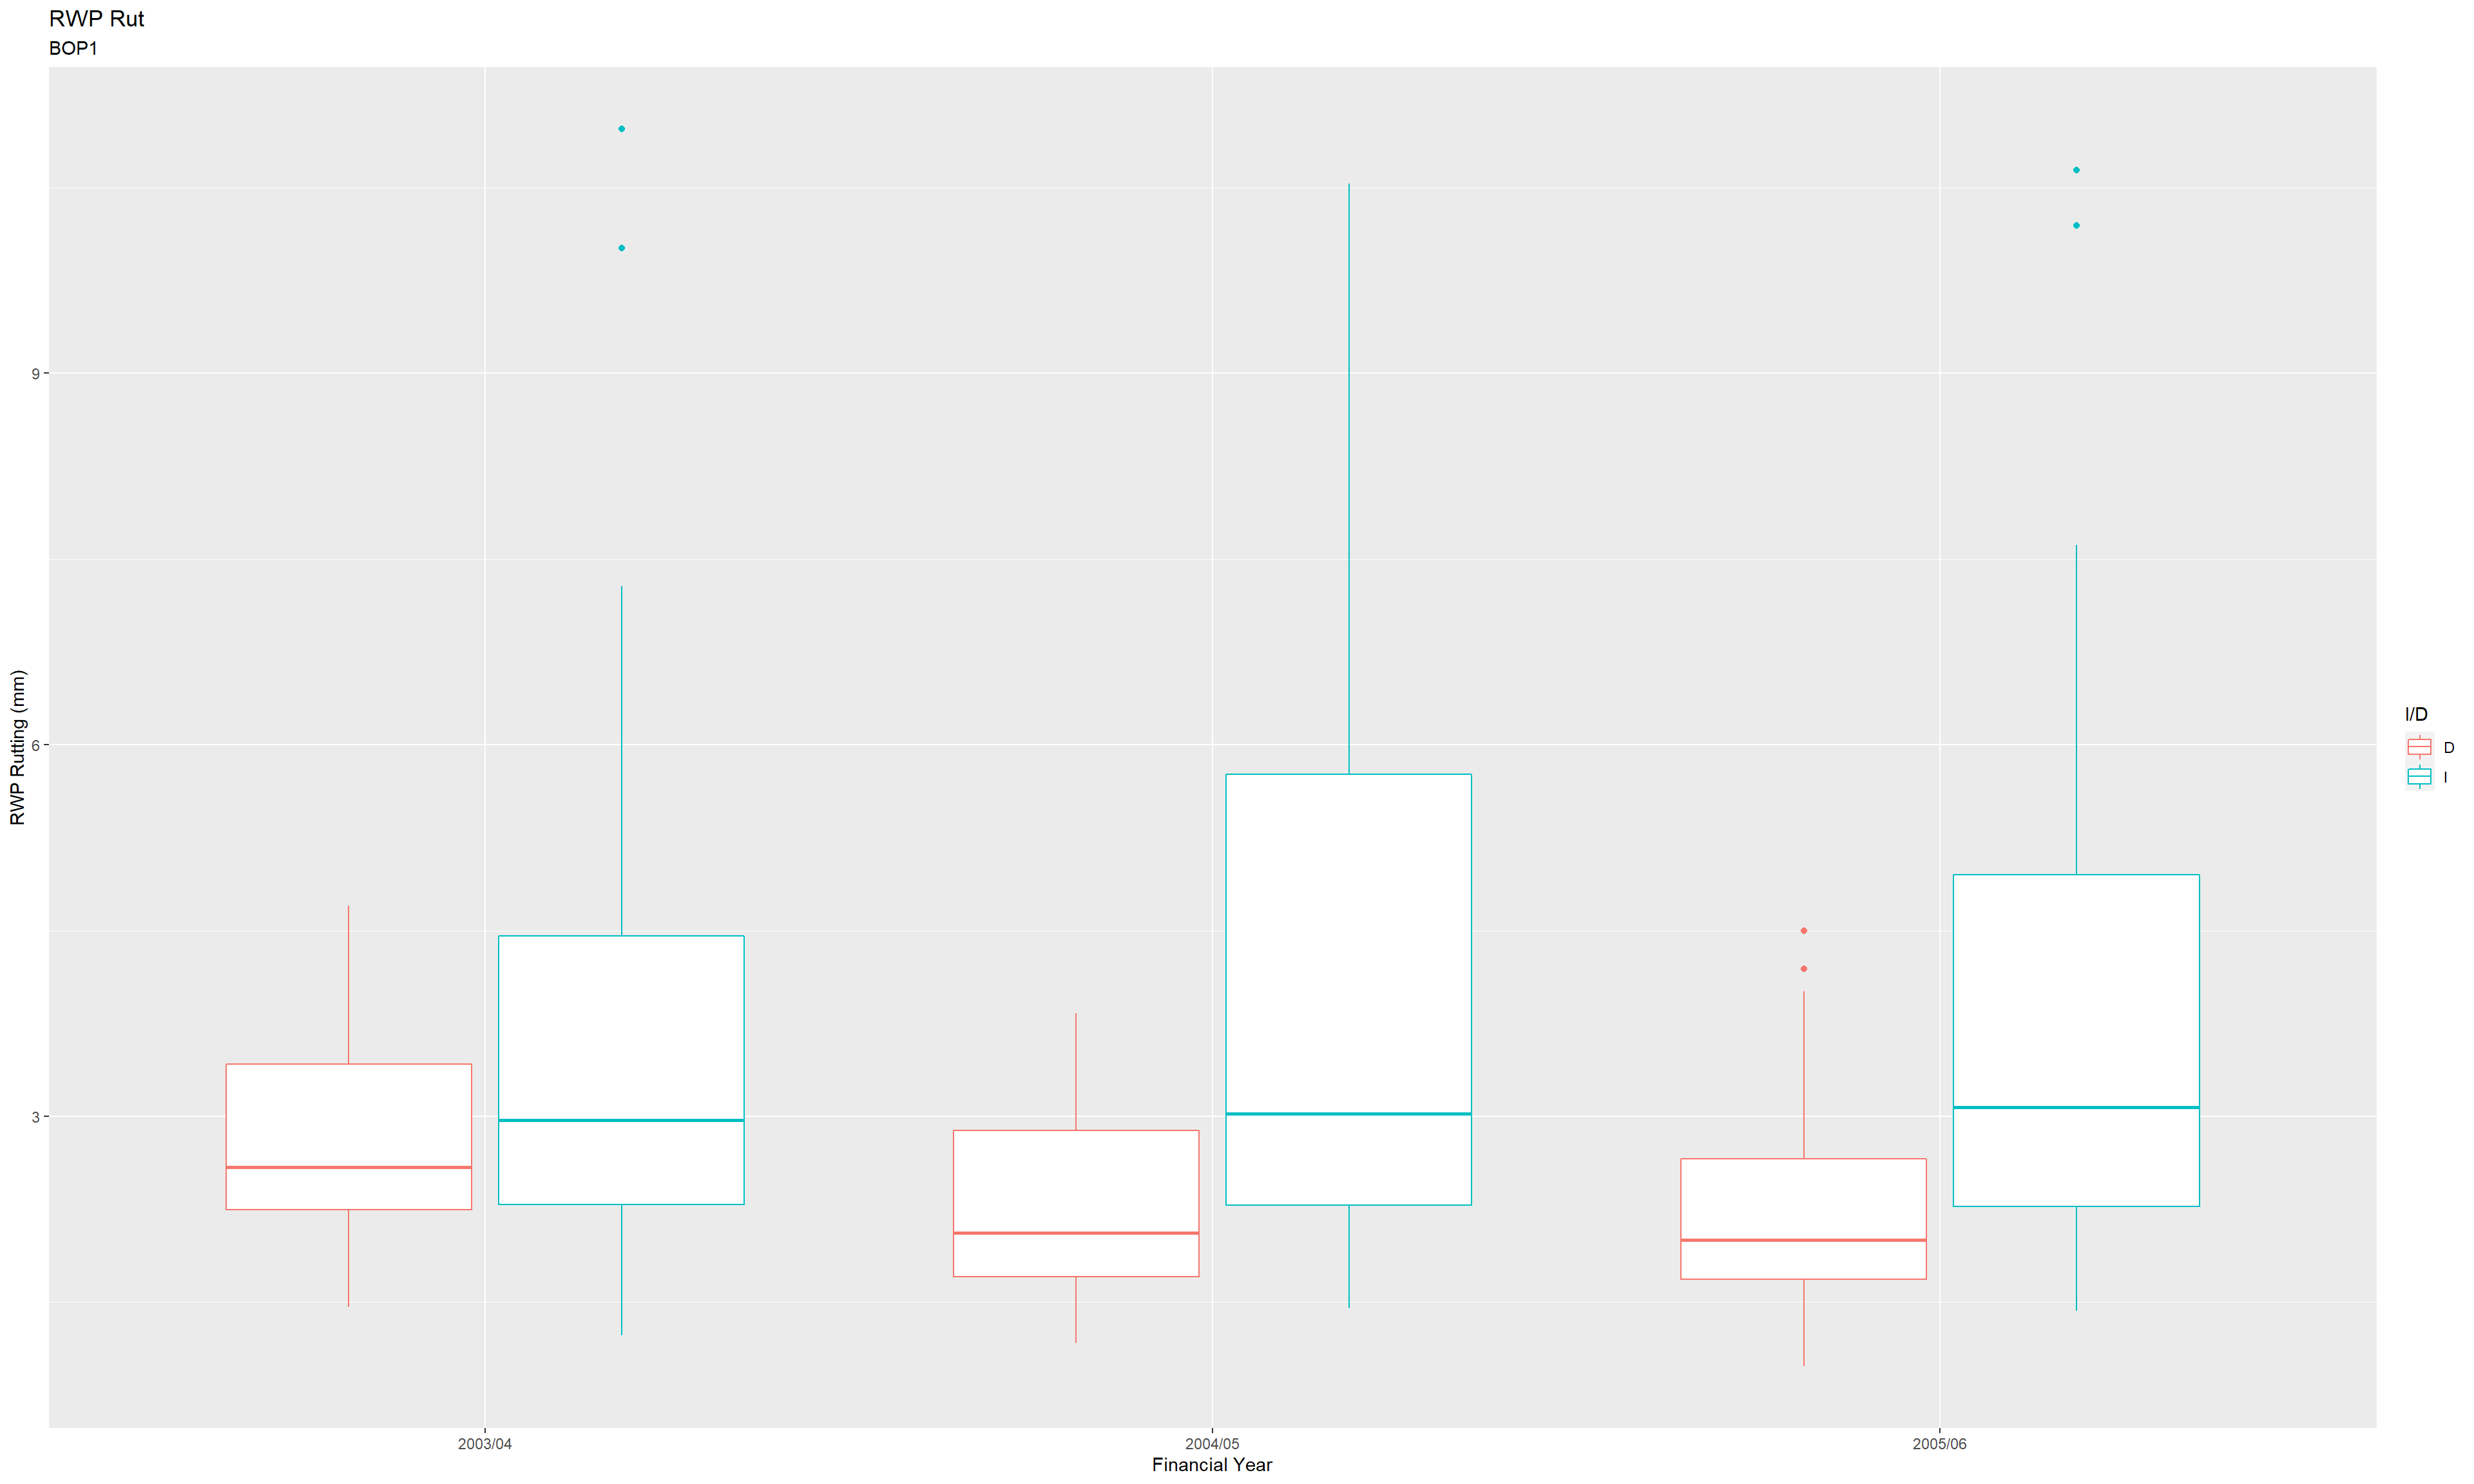 RWP Rut
BOP1
RWP Rutting (mm)
9
6
3
2003/04
2004/05
2005/06
Financial Year
I/D
D
I